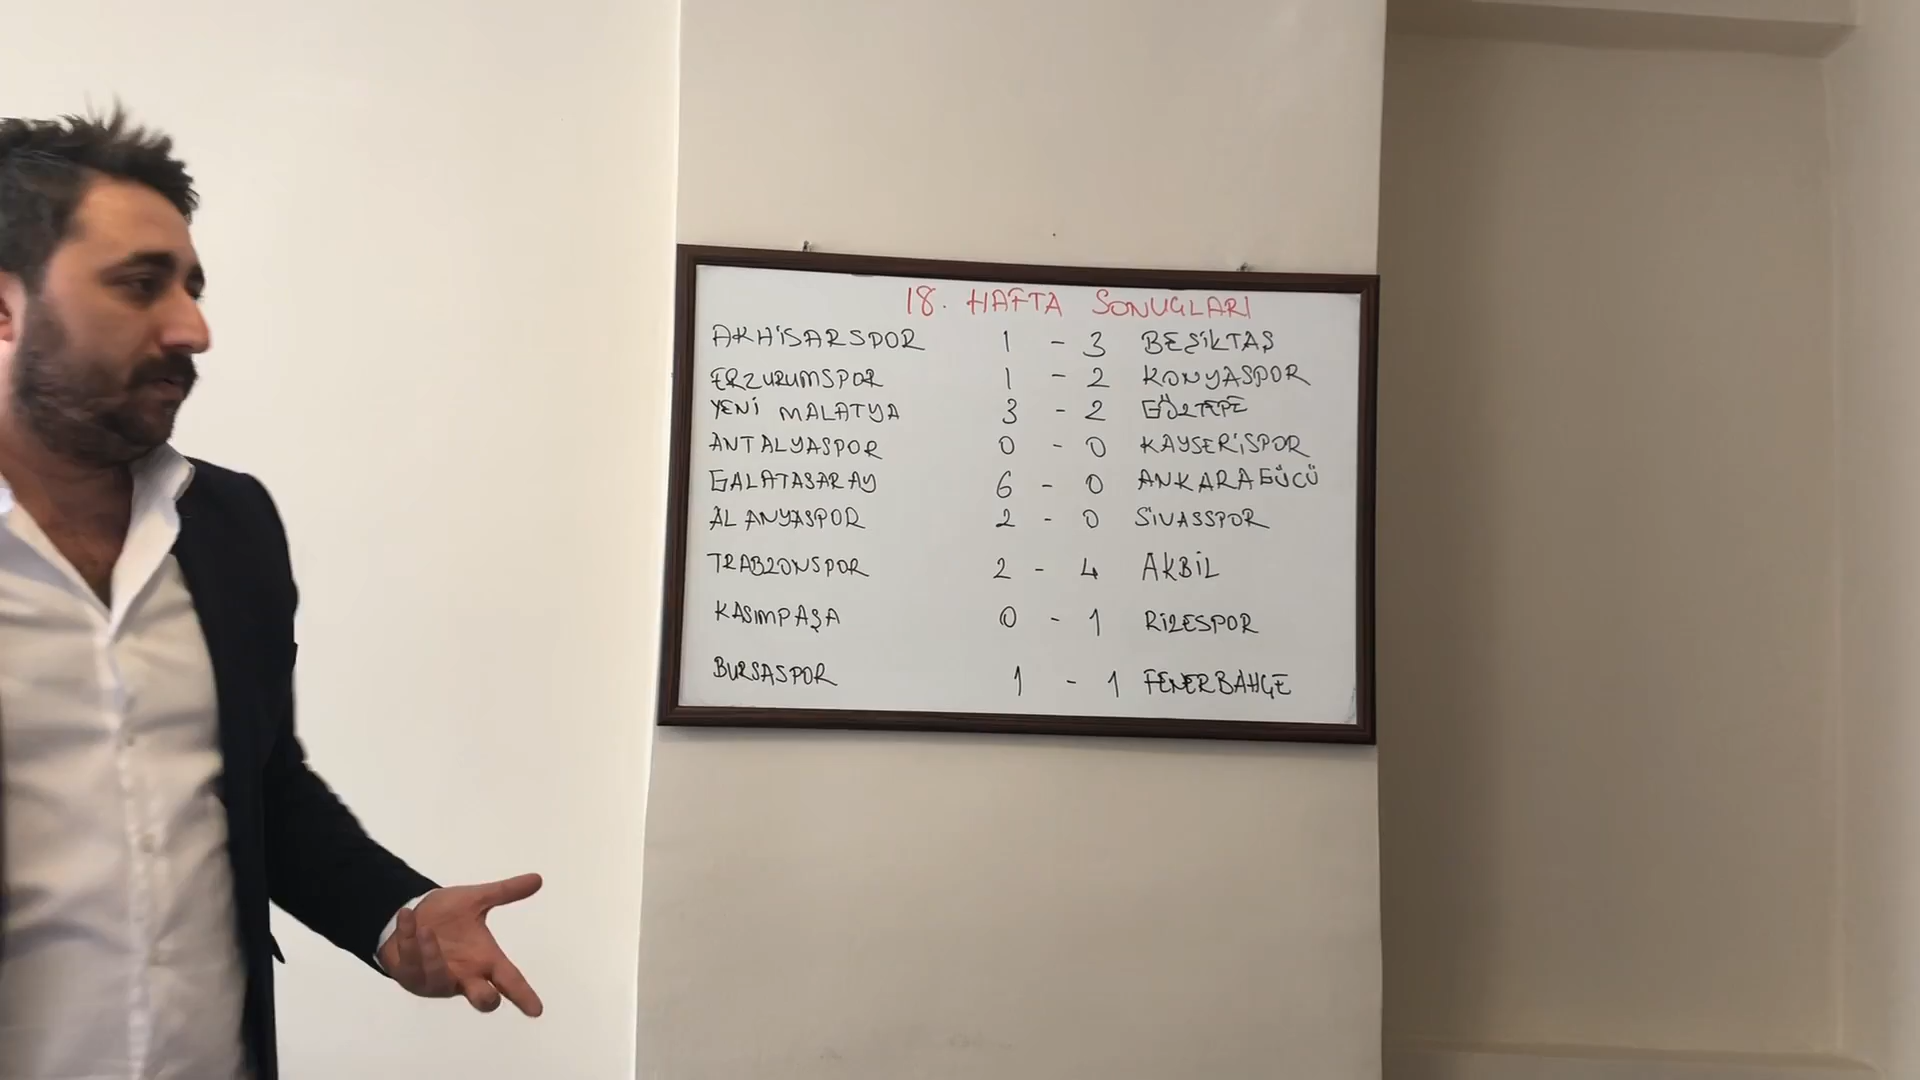 18. HAFTA SONUÇLARI
AKHİSARSPOR 1 - 3 BEŞİKTAŞ
ERZURUMSPOR 1 - 2 KONYASPOR
YENİ MALATYA 3 - 2 GÖZTEPE
ANTALYASPOR 0 - 0 KAYSERİSPOR
GALATASARAY 6 - 0 ANKARAGÜCÜ
ALANYASPOR 2 - 0 SİVASSPOR
TRABZONSPOR 2 - 4 AKBİL
KASIMPAŞA 0 - 1 RİZESPOR
BURSASPOR 1 - 1 FENERBAHÇE